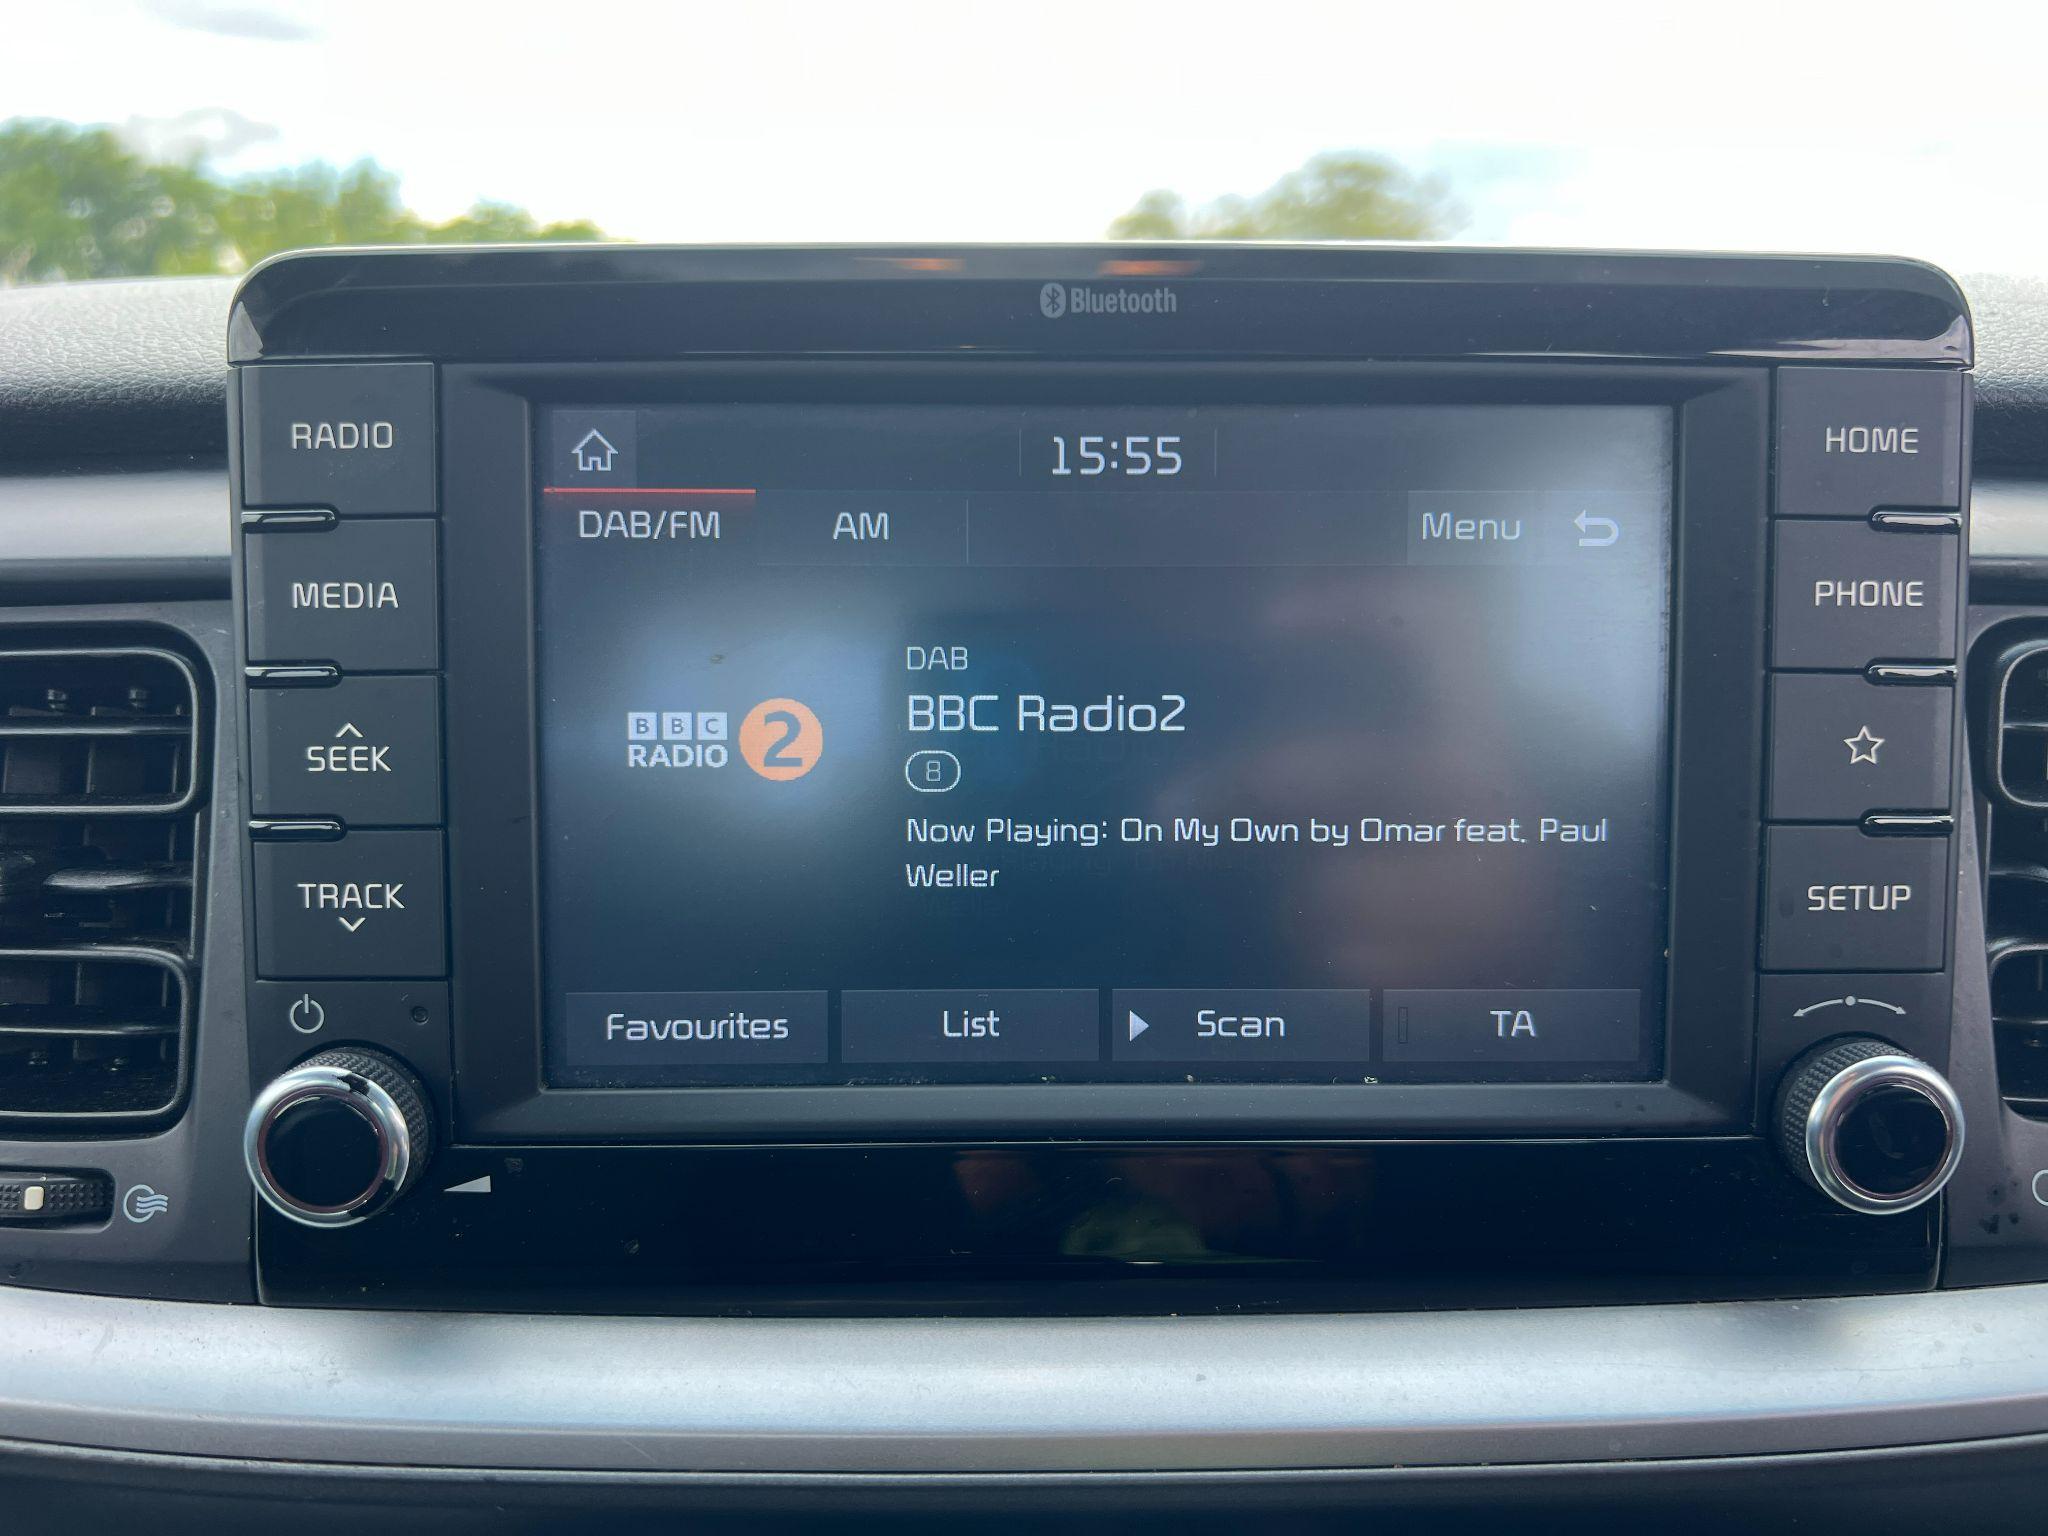 Bluetooth
RADIO
MEDIA
SEEK
TRACK
15:55
DAB/FM
AM
Menu
BBC
RADIO 2
DAB
BBC Radio2
8
Now Playing: On My Own by Omar feat. Paul
Weller
Favourites
List
Scan
TA
HOME
PHONE
SETUP